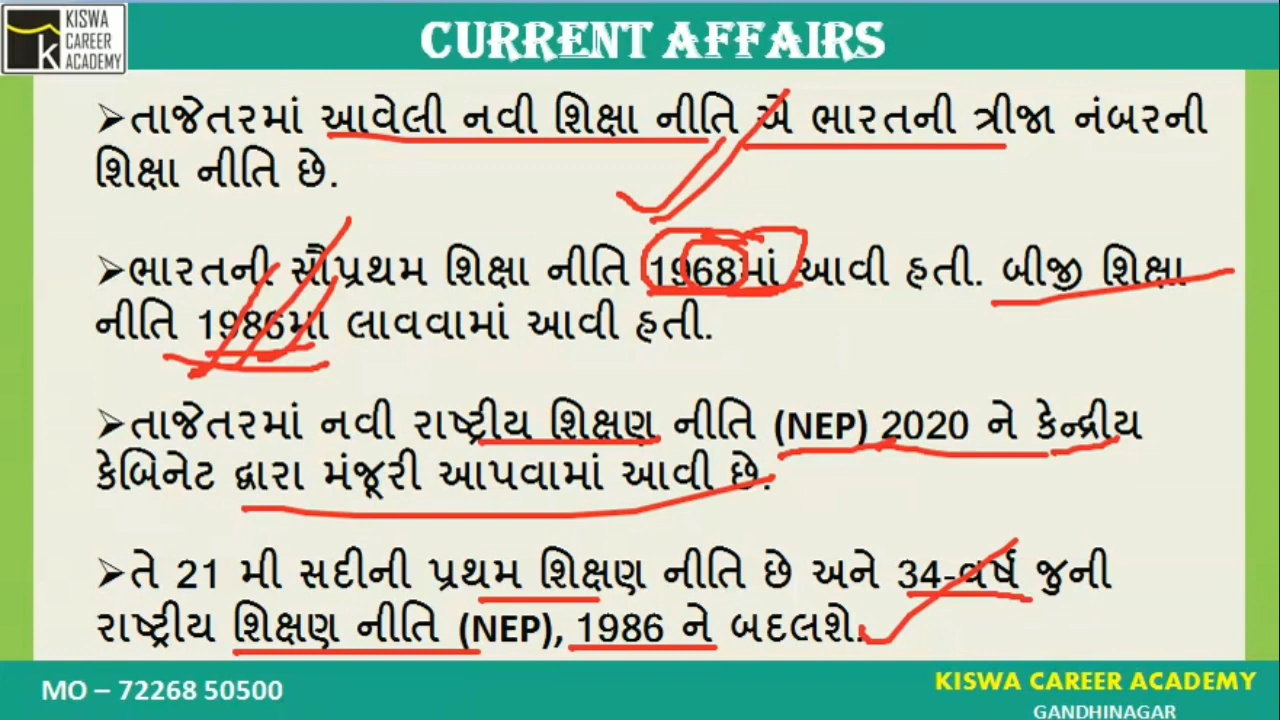 KISWA
CAREER
ACADEMY
CURRENT AFFAIRS
➢તાજેતરમાં આવેલી નવી શિક્ષા નીતિ એ ભારતની ત્રીજા નંબરની
શિક્ષા નીતિ છે.
➢ભારતની સૌપ્રથમ શિક્ષા નીતિ 1968માં આવી હતી. બીજી શિક્ષા
નીતિ 1986માં લાવવામાં આવી હતી.
➢તાજેતરમાં નવી રાષ્ટ્રીય શિક્ષણ નીતિ (NEP) 2020 ને કેન્દ્રીય
કેબિનેટ દ્વારા મંજૂરી આપવામાં આવી છે.
➢તે 21 મી સદીની પ્રથમ શિક્ષણ નીતિ છે અને 34-વર્ષ જુની
રાષ્ટ્રીય શિક્ષણ નીતિ (NEP), 1986 ને બદલશે.
MO – 72268 50500
KISWA CAREER ACADEMY
GANDHINAGAR